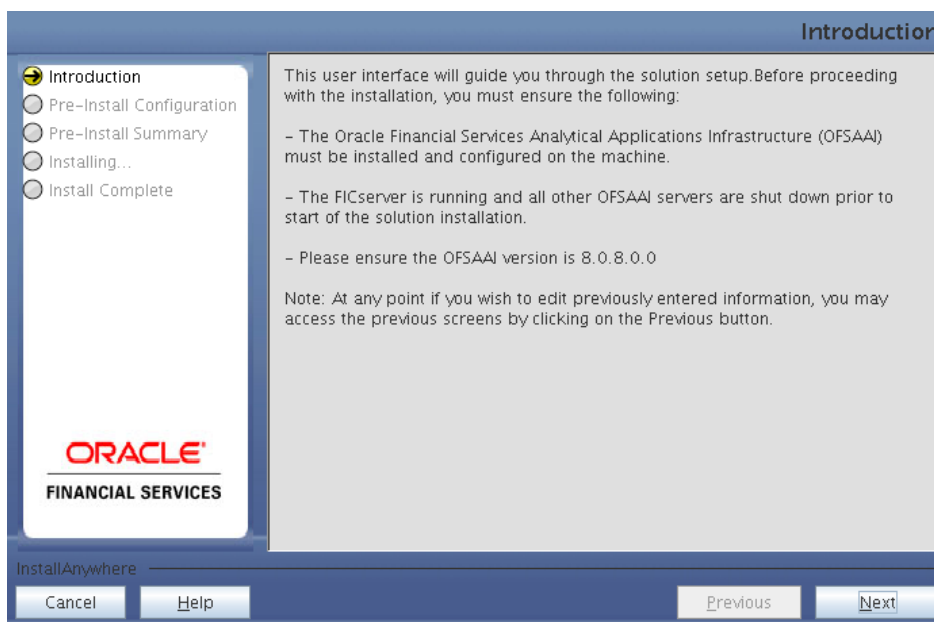 Introduction
Introduction
Pre-Install Configuration
Pre-Install Summary
Installing...
Install Complete
ORACLE'
FINANCIAL SERVICES
This user interface will guide you through the solution setup.Before proceeding
with the installation, you must ensure the following:
- The Oracle Financial Services Analytical Applications Infrastructure (OFSAAI)
must be installed and configured on the machine.
- The FICserver is running and all other OFSAAI servers are shut down prior to
start of the solution installation.
- Please ensure the OFSAAI version is 8.0.8.0.0
Note: At any point if you wish to edit previously entered information, you may
access the previous screens by clicking on the Previous button.
InstallAnywhere
Cancel
Help
Previous
Next